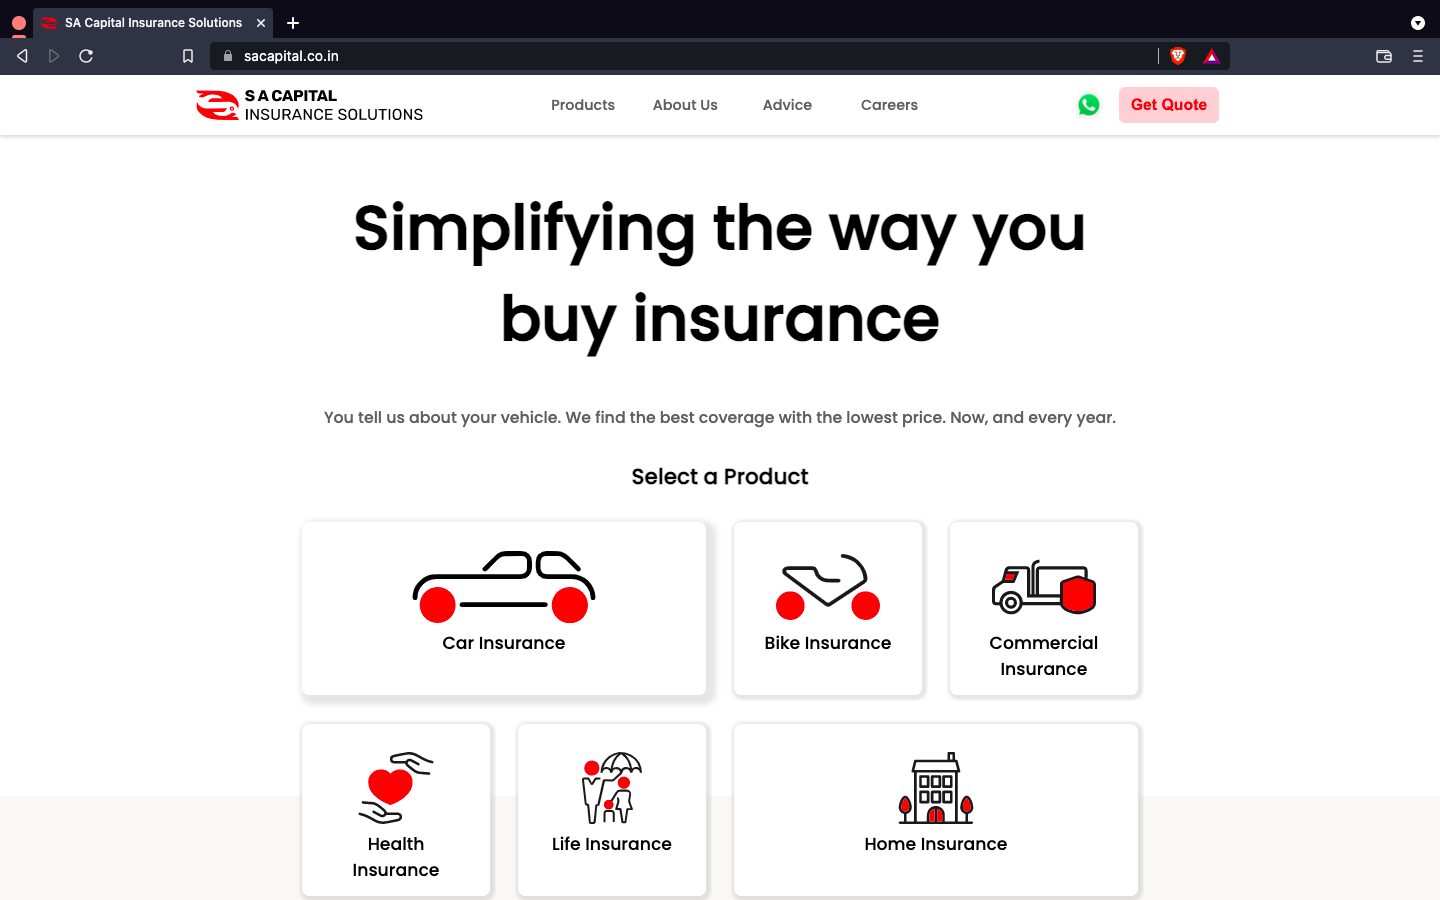 SA Capital Insurance Solutions
sacapital.co.in
S A CAPITAL
INSURANCE SOLUTIONS
Products About Us Advice Careers
Get Quote
Simplifying the way you
buy insurance
You tell us about your vehicle. We find the best coverage with the lowest price. Now, and every year.
Select a Product
Car Insurance
Bike Insurance
Commercial
Insurance
Health
Insurance
Life Insurance
Home Insurance